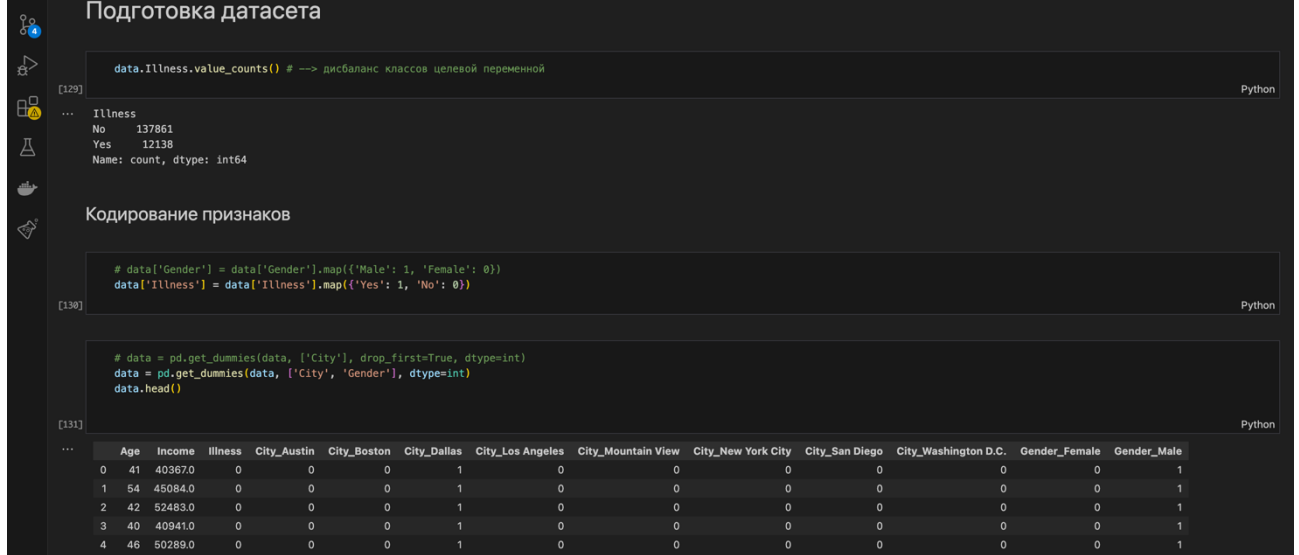 Подготовка датасета
4
data.Illness.value_counts() # --> дисбаланс классов целевой переменной
[129]
Python
...
Illness
No 137861
Yes 12138
Name: count, dtype: int64
Кодирование признаков
# data['Gender'] = data['Gender'].map({'Male': 1, 'Female': 0})
data['Illness'] = data['Illness'].map({'Yes': 1, 'No': 0})
[130]
Python
# data = pd.get_dummies(data, ['City'], drop_first=True, dtype=int)
data = pd.get_dummies(data, ['City', 'Gender'], dtype=int)
data.head()
[131]
Python
...
Age Income Illness City_Austin City_Boston City_Dallas City_Los Angeles City_Mountain View City_New York City City_San Diego City_Washington D.C. Gender_Female Gender_Male
0 41 40367.0 0 0 0 1 0 0 0 0 0 0 1
1 54 45084.0 0 0 0 1 0 0 0 0 0 0 1
2 42 52483.0 0 0 0 1 0 0 0 0 0 0 1
3 40 40941.0 0 0 0 1 0 0 0 0 0 0 1
4 46 50289.0 0 0 0 1 0 0 0 0 0 0 1